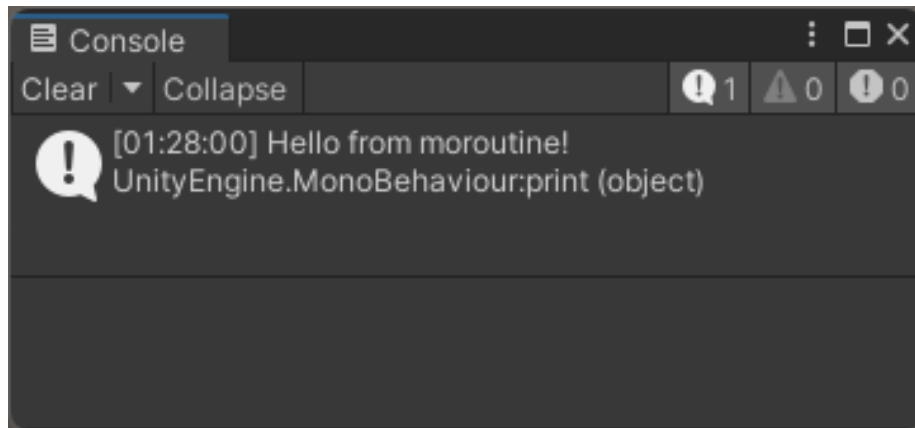 Console
Clear Collapse 1 0 0
[01:28:00] Hello from moroutine!
UnityEngine.MonoBehaviour:print (object)